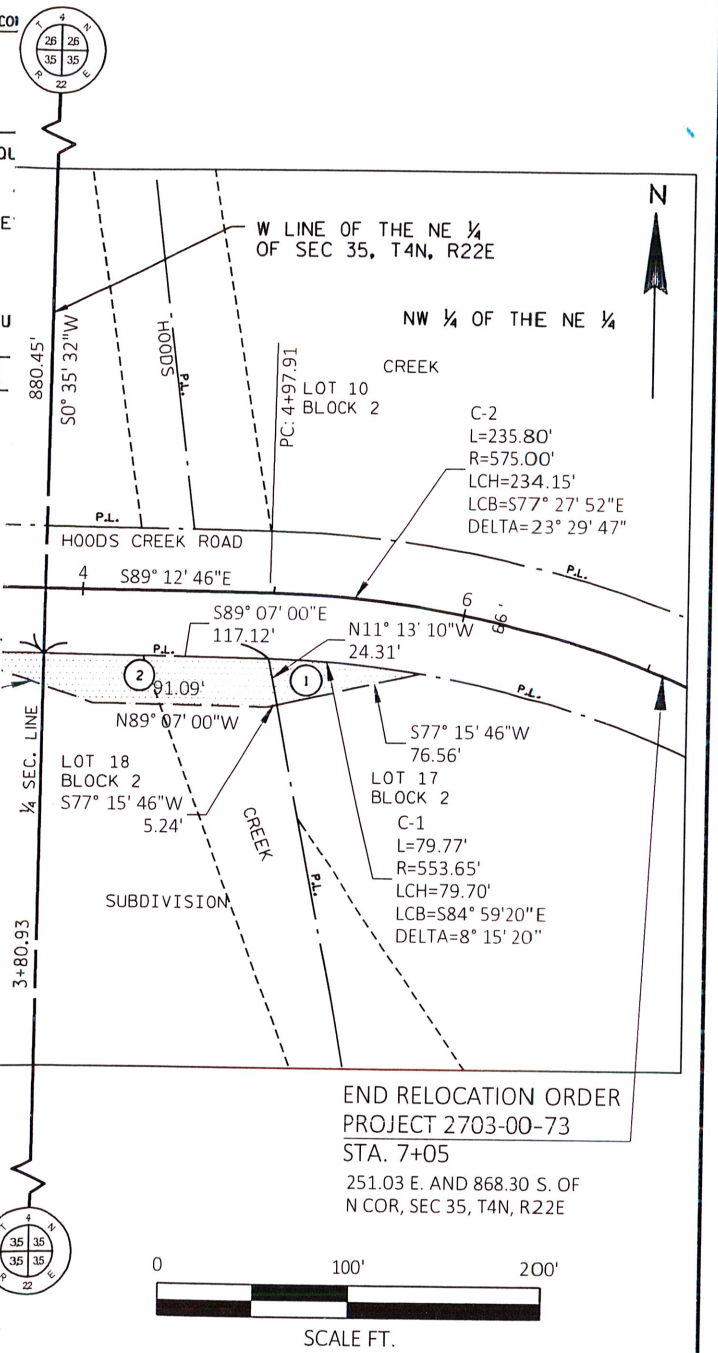 COR
T 4 N
26 26
35 35
R 22 E
W LINE OF THE NE ¼
OF SEC 35, T4N, R22E
N
NW ¼ OF THE NE ¼
880.45'
S0° 35' 32"W
HOODS
P.L.
PC: 4+97.91
CREEK
LOT 10
BLOCK 2
C-2
L=235.80'
R=575.00'
LCH=234.15'
LCB=S77° 27' 52"E
DELTA=23° 29' 47"
P.L.
HOODS CREEK ROAD
P.L.
4
S89° 12' 46"E
6
66'
S89° 07' 00"E
117.12'
N11° 13' 10"W
24.31'
P.L.
2
91.09'
1
P.L.
N89° 07' 00"W
S77° 15' 46"W
76.56'
¼ SEC. LINE
LOT 18
BLOCK 2
S77° 15' 46"W
5.24'
LOT 17
BLOCK 2
CREEK
C-1
L=79.77'
R=553.65'
LCH=79.70'
LCB=S84° 59'20"E
DELTA=8° 15' 20"
P.L.
SUBDIVISION
3+80.93
END RELOCATION ORDER
PROJECT 2703-00-73
STA. 7+05
251.03 E. AND 868.30 S. OF
N COR, SEC 35, T4N, R22E
T 4 N
35 35
35 35
R 22 E
0 100' 200'
SCALE FT.